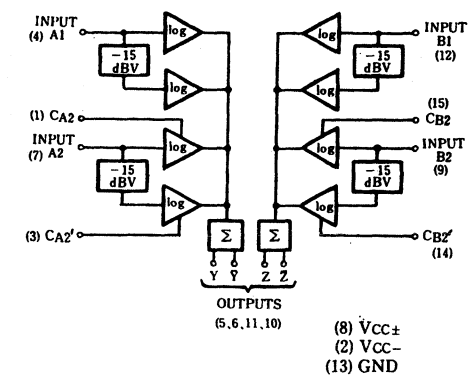 INPUT
(4) A1
-15
dBV
log
log
(1) CA2
INPUT
(7) A2
-15
dBV
log
log
(3) CA2′
Σ
Y Ȳ
INPUT
B1
(12)
-15
dBV
log
log
(15)
CB2
INPUT
B2
(9)
-15
dBV
log
log
CB2′
(14)
Σ
Z Z̄
OUTPUTS
(5,6,11,10)
(8) VCC±
(2) VCC−
(13) GND